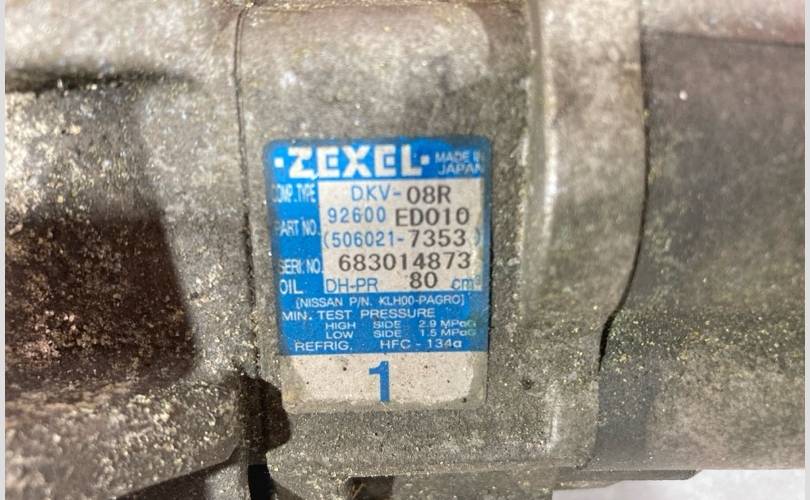 ·ZEXEL· MADE IN JAPAN
COMP. TYPE DKV-08R
PART NO. 92600 ED010
(506021-7353)
SERI. NO. 683014873
OIL DH-PR 80 cm³
(NISSAN P/N. KLH00-PAGR0)
MIN. TEST PRESSURE
HIGH SIDE 2.9 MPaG
LOW SIDE 1.5 MPaG
REFRIG. HFC-134a
1